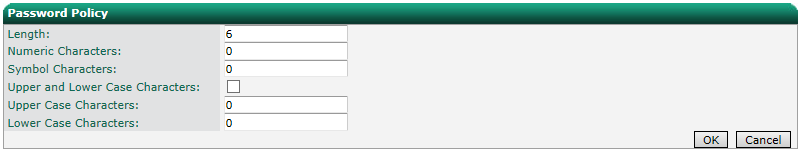 Password Policy
Length: 6
Numeric Characters: 0
Symbol Characters: 0
Upper and Lower Case Characters:
Upper Case Characters: 0
Lower Case Characters: 0
OK Cancel